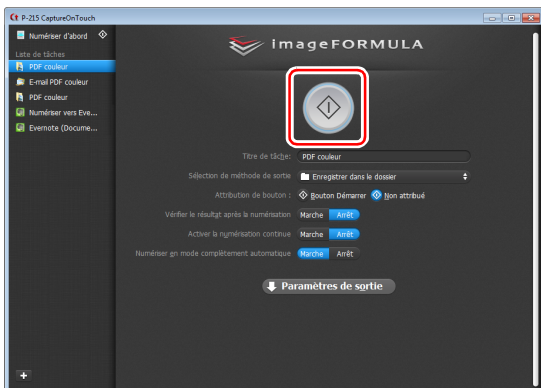 P-215 CaptureOnTouch
Numériser d'abord
Liste de tâches
PDF couleur
E-mail PDF couleur
PDF couleur
Numériser vers Eve...
Evernote (Docume...
imageFORMULA
Titre de tâche: PDF couleur
Sélection de méthode de sortie Enregistrer dans le dossier
Attribution de bouton : Bouton Démarrer Non attribué
Vérifier le résultat après la numérisation Marche Arrêt
Activer la numérisation continue Marche Arrêt
Numériser en mode complètement automatique Marche Arrêt
Paramètres de sortie